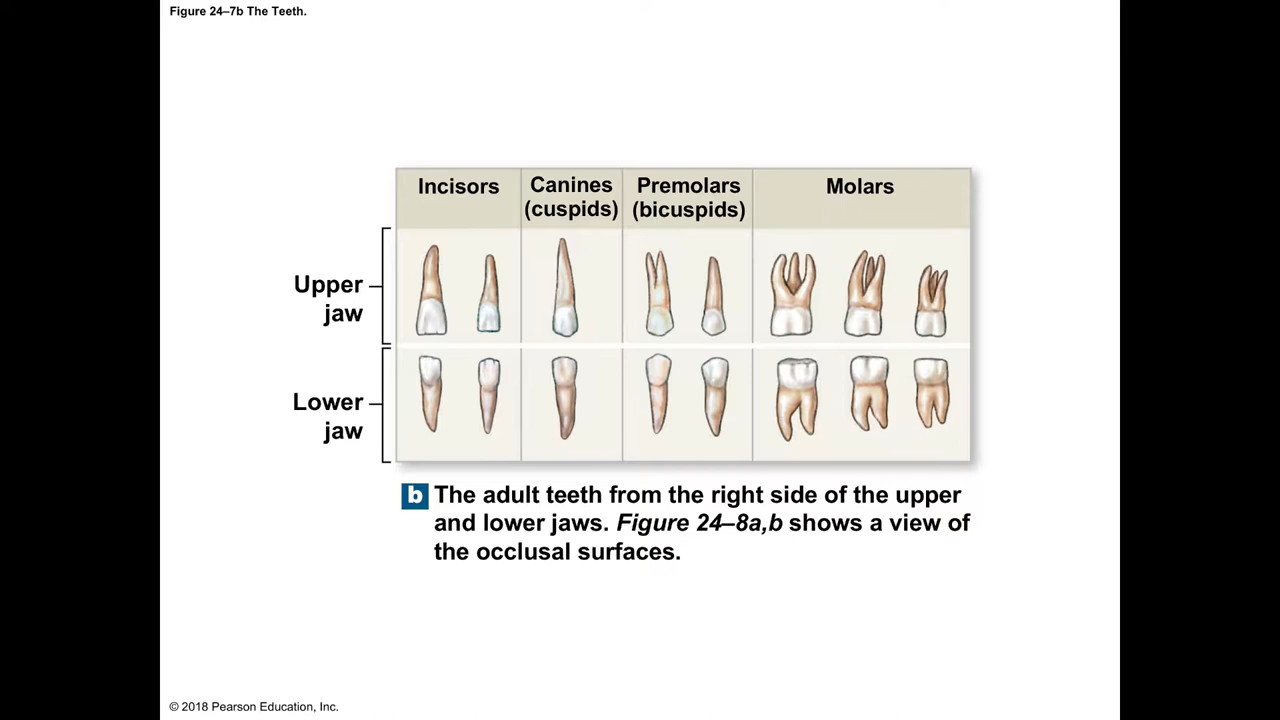 Figure 24–7b The Teeth.
Incisors
Canines
(cuspids)
Premolars
(bicuspids)
Molars
Upper
jaw
Lower
jaw
b The adult teeth from the right side of the upper
and lower jaws. Figure 24–8a,b shows a view of
the occlusal surfaces.
© 2018 Pearson Education, Inc.